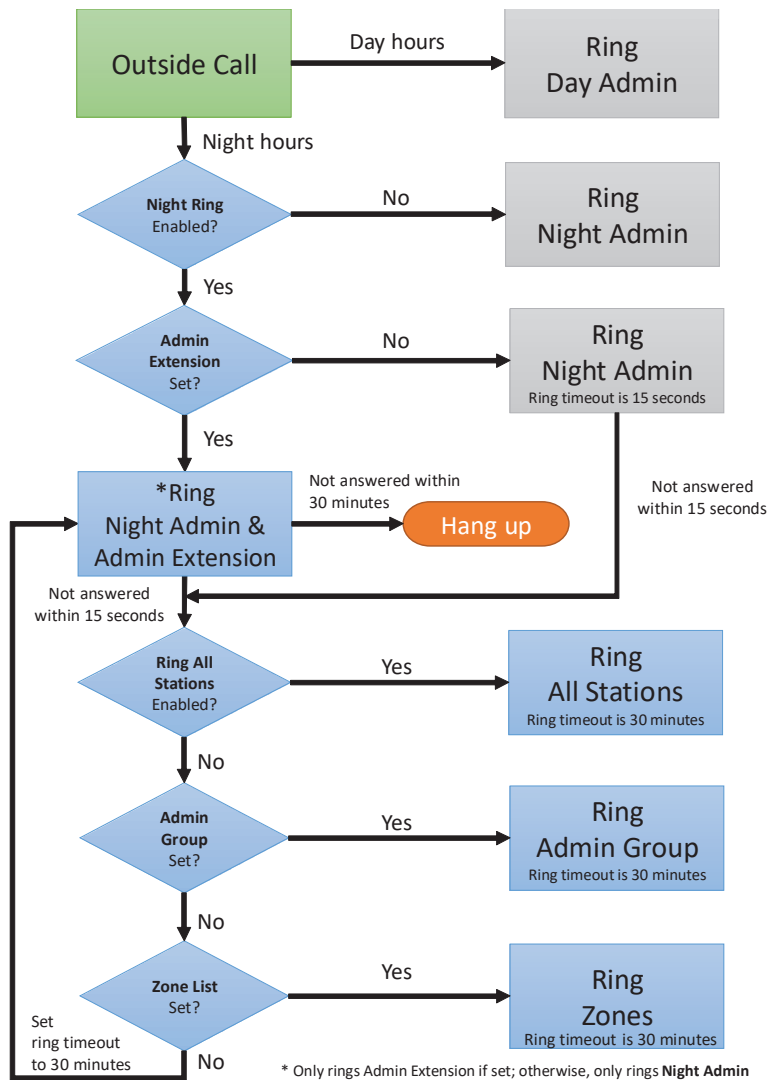 Outside Call
Day hours
Ring
Day Admin
Night hours
Night Ring
Enabled?
No
Ring
Night Admin
Yes
Admin
Extension
Set?
No
Ring
Night Admin
Ring timeout is 15 seconds
Yes
*Ring
Night Admin &
Admin Extension
Not answered within
30 minutes
Hang up
Not answered
within 15 seconds
Not answered
within 15 seconds
Ring All
Stations
Enabled?
Yes
Ring
All Stations
Ring timeout is 30 minutes
No
Admin
Group
Set?
Yes
Ring
Admin Group
Ring timeout is 30 minutes
No
Zone List
Set?
Yes
Ring
Zones
Ring timeout is 30 minutes
Set
ring timeout
to 30 minutes
No
* Only rings Admin Extension if set; otherwise, only rings Night Admin